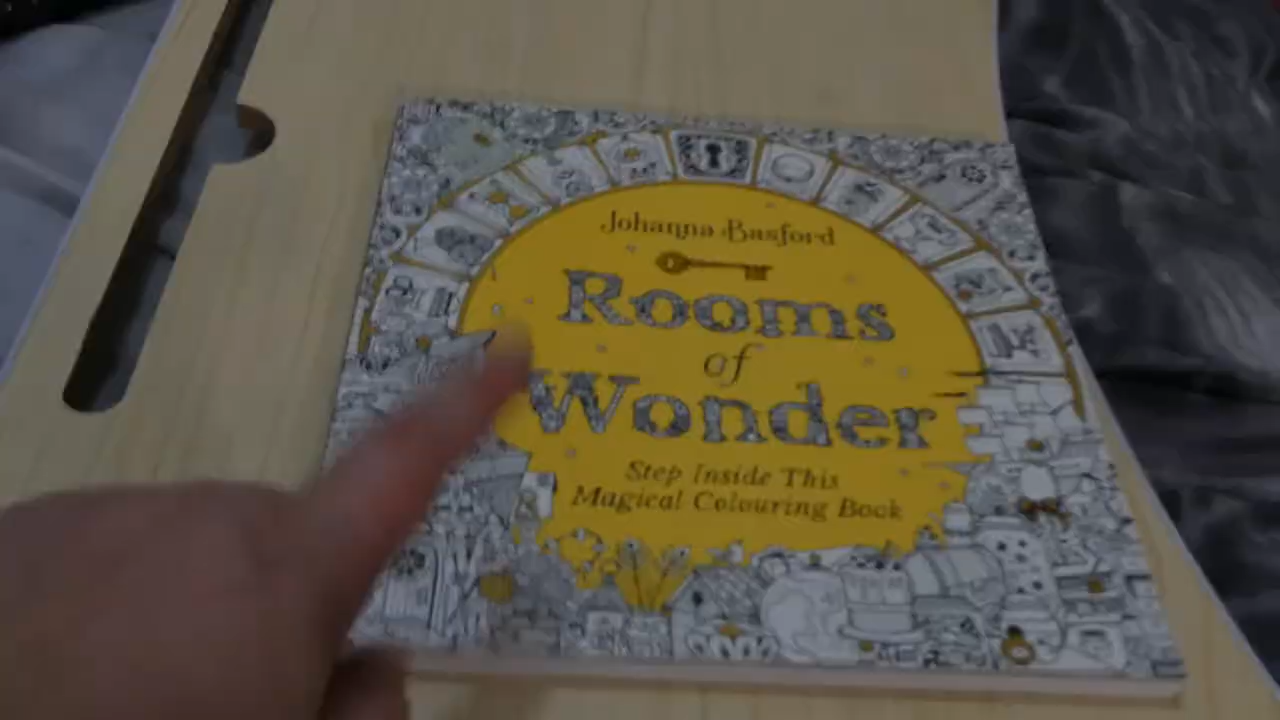 Johanna Basford
Rooms
of
Wonder
Step Inside This
Magical Colouring Book